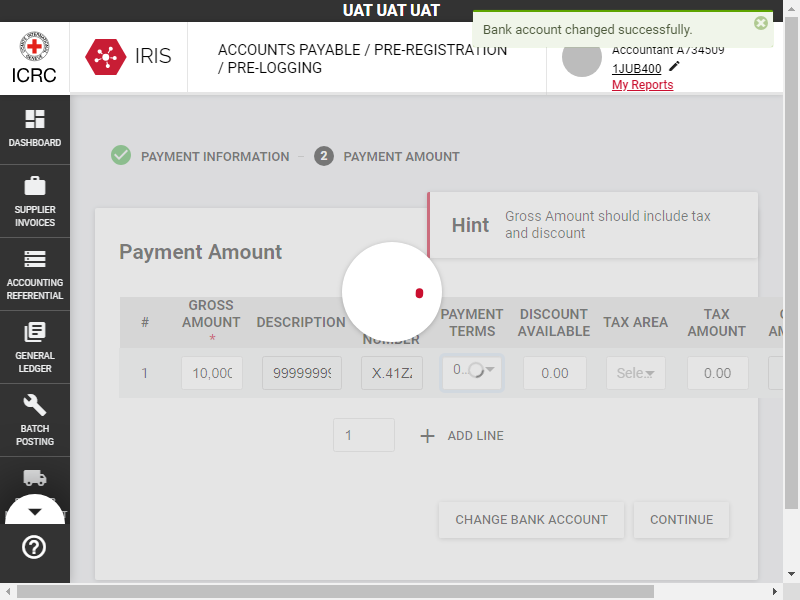 UAT UAT UAT
Bank account changed successfully.
ICRC
IRIS
ACCOUNTS PAYABLE / PRE-REGISTRATION
/ PRE-LOGGING
Accountant A734509
1JUB400
My Reports
DASHBOARD
SUPPLIER
INVOICES
ACCOUNTING
REFERENTIAL
GENERAL
LEDGER
BATCH
POSTING
PAYMENT INFORMATION
2 PAYMENT AMOUNT
Hint
Gross Amount should include tax
and discount
Payment Amount
# GROSS AMOUNT * DESCRIPTION NUMBER PAYMENT TERMS DISCOUNT AVAILABLE TAX AREA TAX AMOUNT
1 10,000 99999999 X.41Z 0... 0.00 Sele... 0.00
1 ADD LINE
CHANGE BANK ACCOUNT CONTINUE